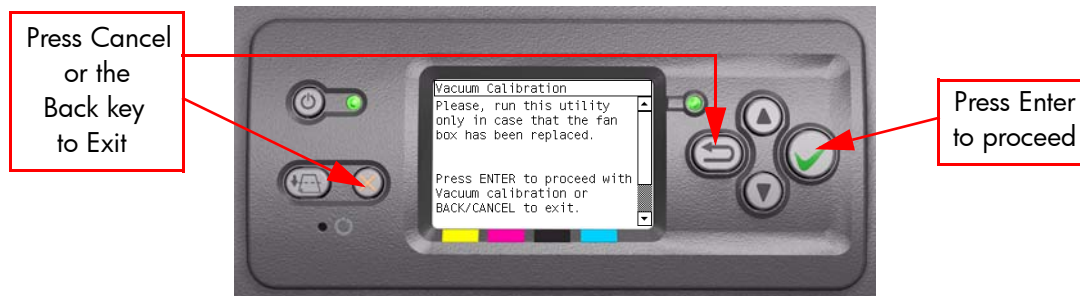 Press Cancel
or the
Back key
to Exit
Vacuum Calibration
Please, run this utility
only in case that the fan
box has been replaced.
Press ENTER to proceed with
Vacuum calibration or
BACK/CANCEL to exit.
Press Enter
to proceed